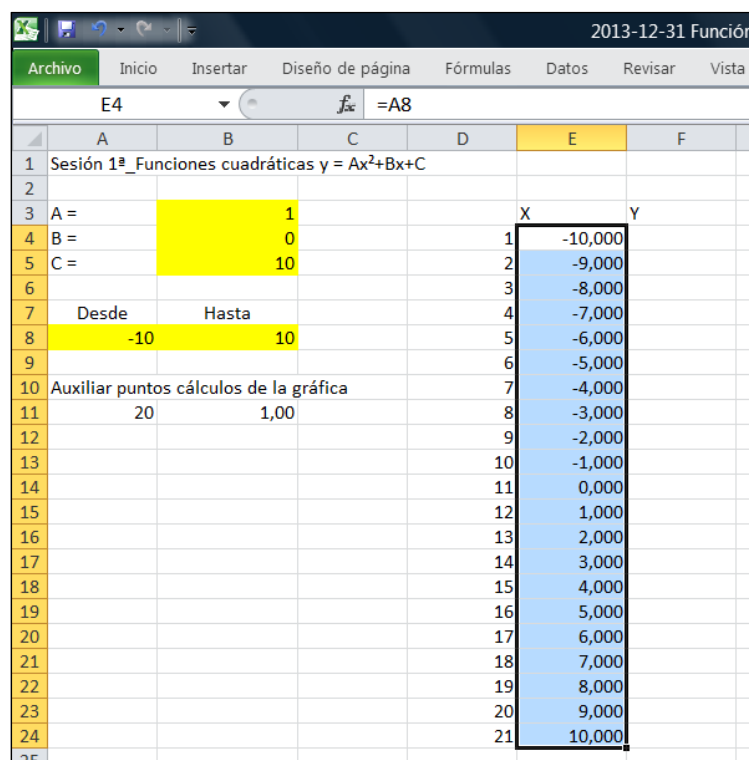 2013-12-31 Función
Archivo Inicio Insertar Diseño de página Fórmulas Datos Revisar Vista
E4 fx =A8
A B C D E F
1 Sesión 1ª_Funciones cuadráticas y = Ax²+Bx+C
2
3 A = 1 X Y
4 B = 0 1 -10,000
5 C = 10 2 -9,000
6 3 -8,000
7 Desde Hasta 4 -7,000
8 -10 10 5 -6,000
9 6 -5,000
10 Auxiliar puntos cálculos de la gráfica 7 -4,000
11 20 1,00 8 -3,000
12 9 -2,000
13 10 -1,000
14 11 0,000
15 12 1,000
16 13 2,000
17 14 3,000
18 15 4,000
19 16 5,000
20 17 6,000
21 18 7,000
22 19 8,000
23 20 9,000
24 21 10,000
25